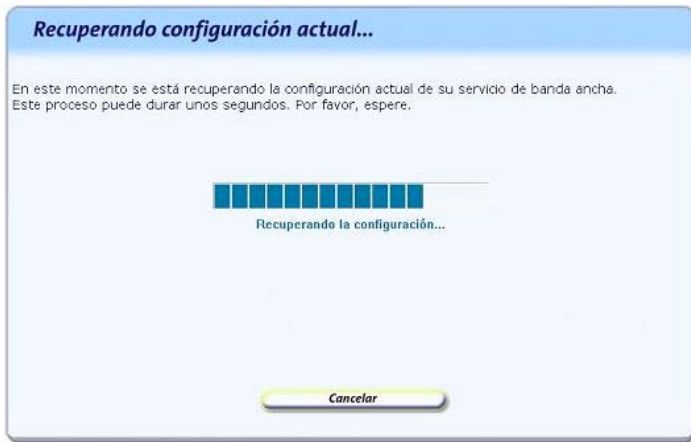 Recuperando configuración actual...
En este momento se está recuperando la configuración actual de su servicio de banda ancha.
Este proceso puede durar unos segundos. Por favor, espere.
Recuperando la configuración...
Cancelar